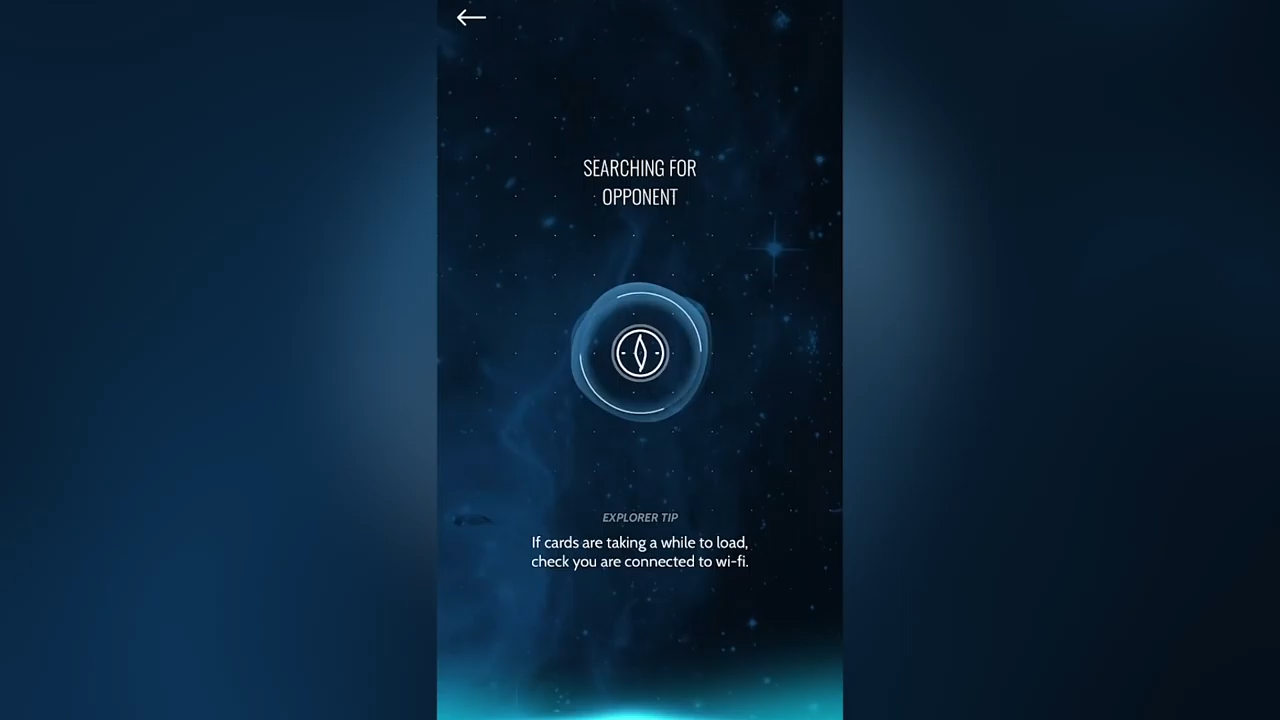 SEARCHING FOR
OPPONENT
EXPLORER TIP
If cards are taking a while to load,
check you are connected to wi-fi.